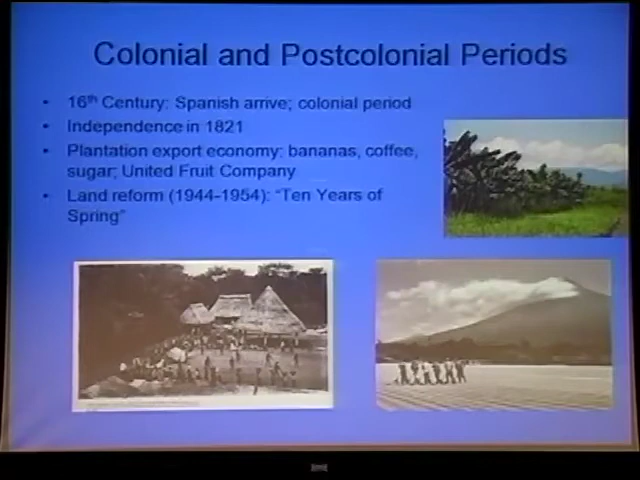 Colonial and Postcolonial Periods
• 16th Century: Spanish arrive; colonial period
• Independence in 1821
• Plantation export economy: bananas, coffee,
sugar; United Fruit Company
• Land reform (1944-1954): “Ten Years of
Spring”